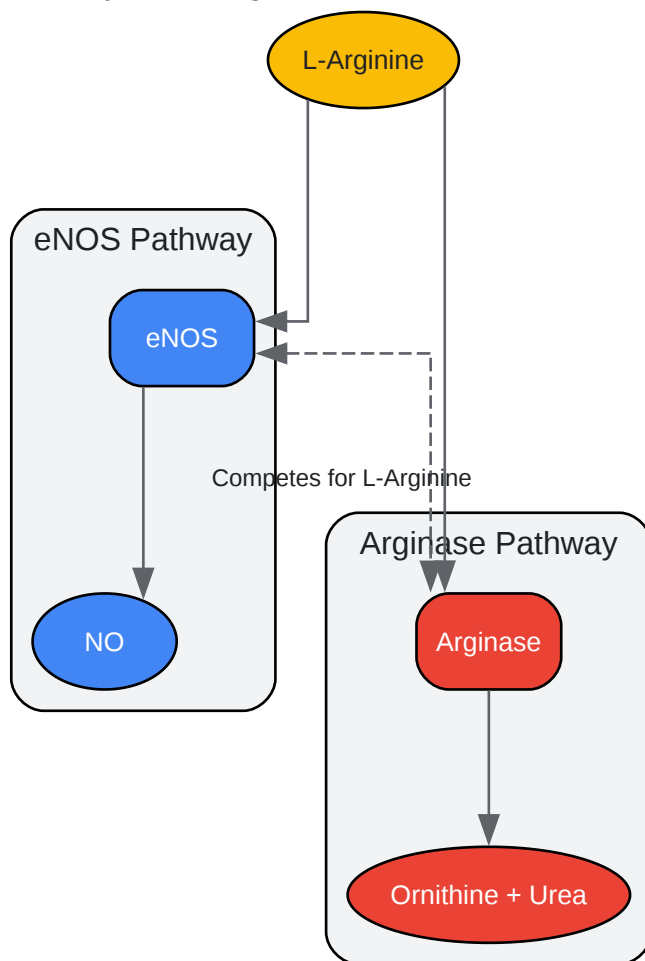 L-Arginine
eNOS Pathway
eNOS
Competes for L-Arginine
Arginase Pathway
NO
Arginase
Ornithine + Urea